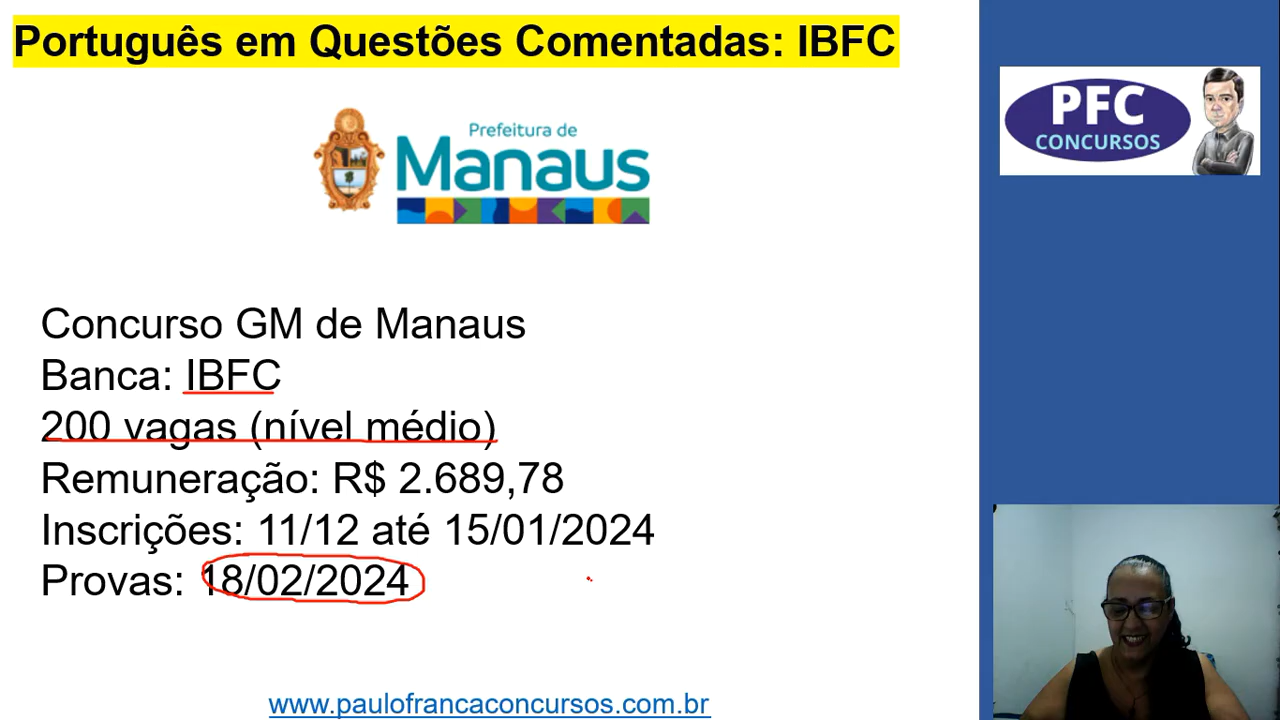 Português em Questões Comentadas: IBFC
PFC
CONCURSOS
Prefeitura de
Manaus
Concurso GM de Manaus
Banca: IBFC
200 vagas (nível médio)
Remuneração: R$ 2.689,78
Inscrições: 11/12 até 15/01/2024
Provas: 18/02/2024
www.paulofrancaconcursos.com.br